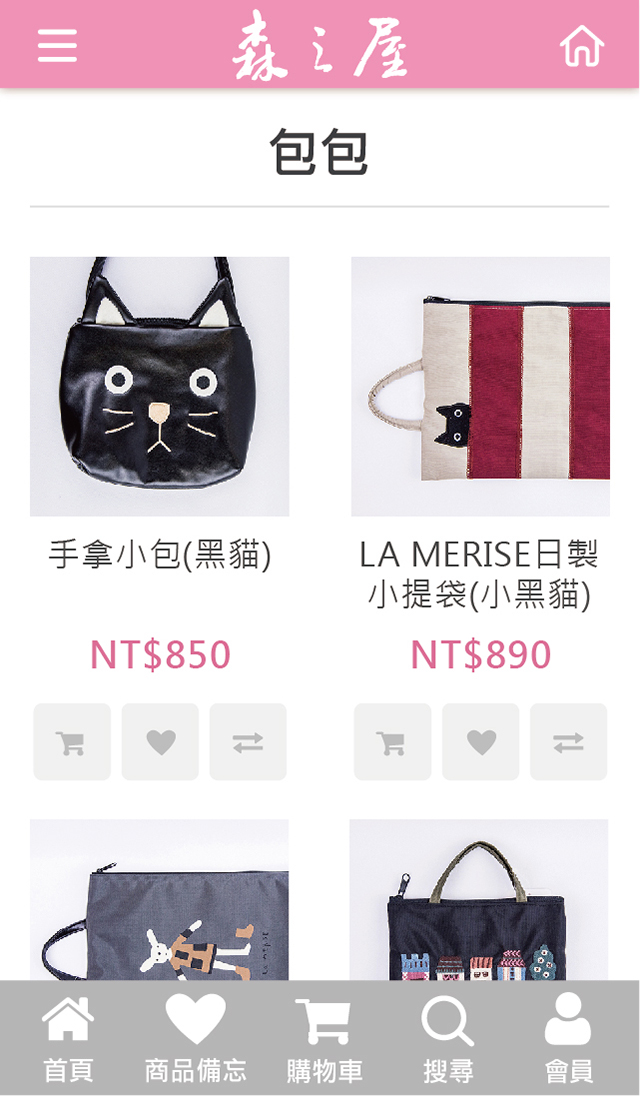 森之屋
包包
手拿小包(黑貓)
LA MERISE日製
小提袋(小黑貓)
NT$850
NT$890
首頁
商品備忘
購物車
搜尋
會員